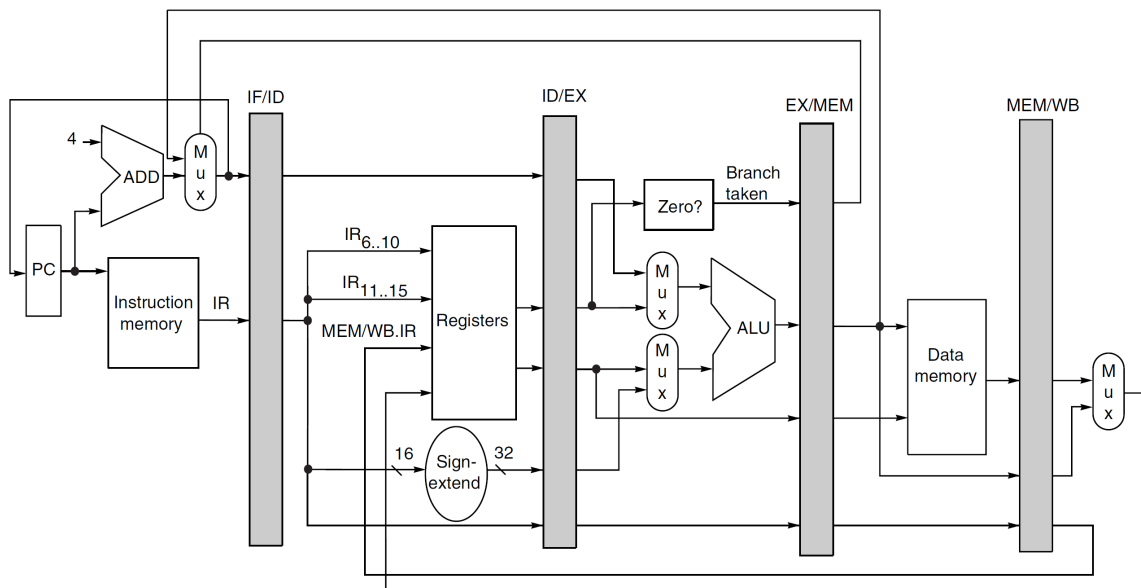 IF/ID
ID/EX
EX/MEM
MEM/WB
4
ADD
M
u
x
Branch
taken
Zero?
IR6..10
PC
Instruction
memory
IR
IR11..15
Registers
MEM/WB.IR
M
u
x
ALU
M
u
x
Data
memory
M
u
x
16
Sign-
extend
32